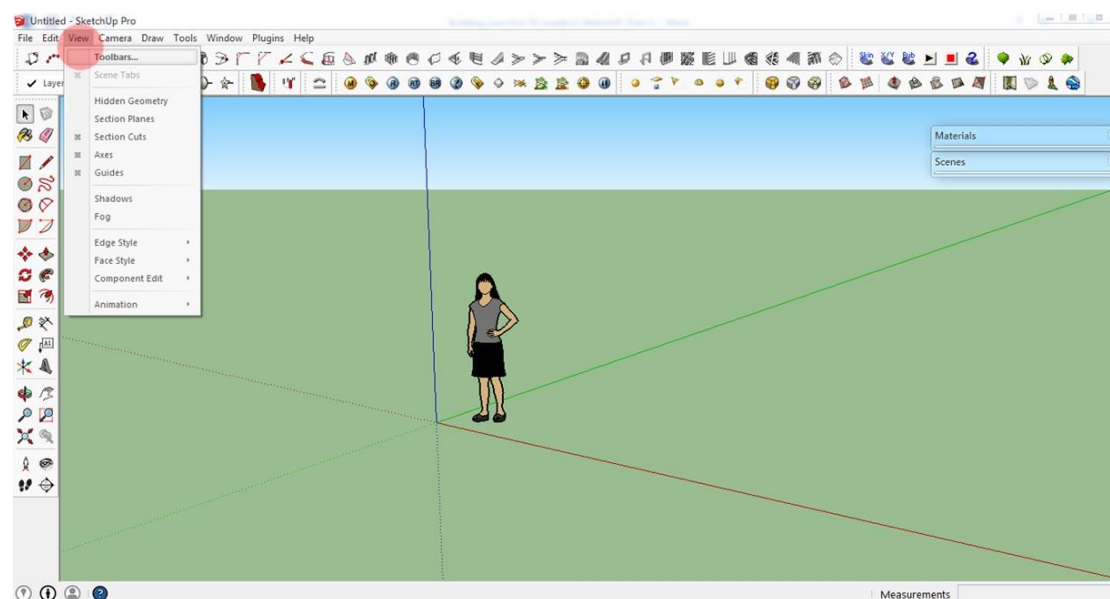 Untitled - SketchUp Pro
File Edit View Camera Draw Tools Window Plugins Help
Toolbars...
Layer
Scene Tabs
Hidden Geometry
Section Planes
Section Cuts
Axes
Guides
Shadows
Fog
Edge Style
Face Style
Component Edit
Animation
Materials
Scenes
Measurements